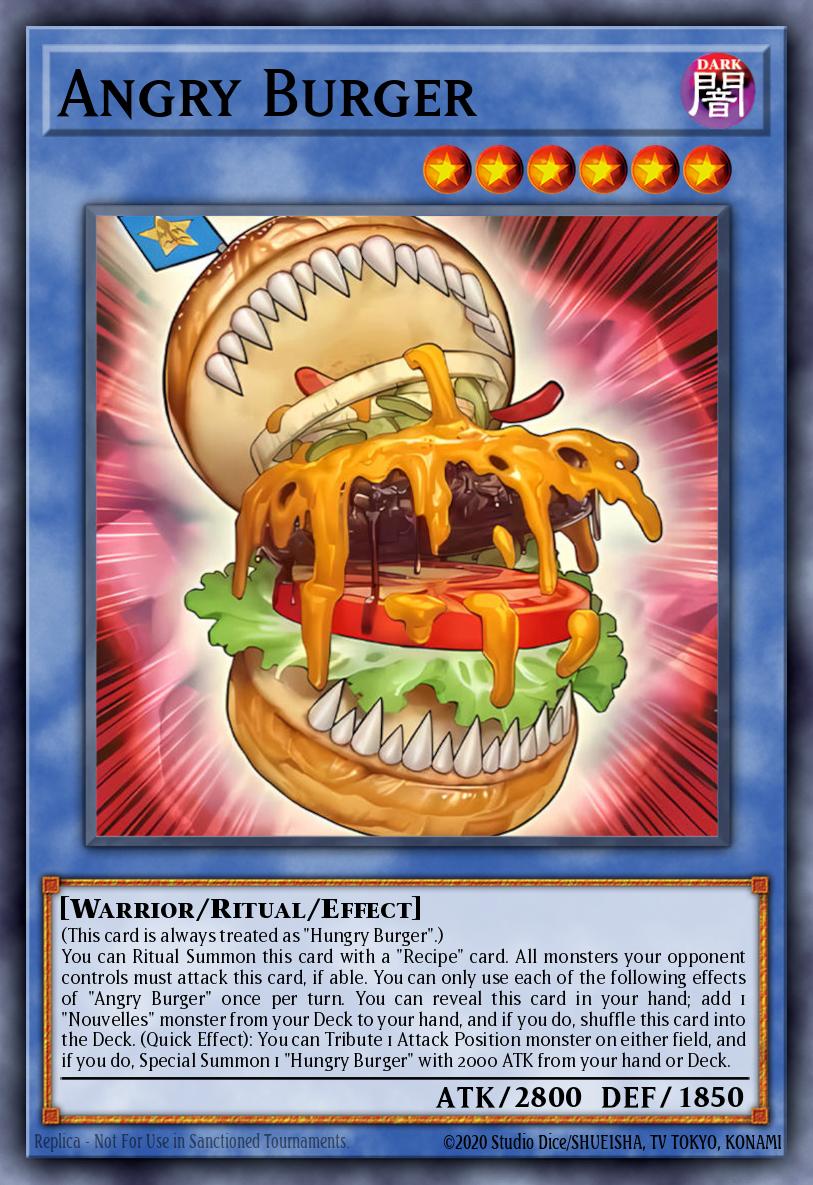 Angry Burger
DARK
闇
[Warrior/Ritual/Effect]
(This card is always treated as "Hungry Burger".)
You can Ritual Summon this card with a "Recipe" card. All monsters your opponent
controls must attack this card, if able. You can only use each of the following effects
of "Angry Burger" once per turn. You can reveal this card in your hand; add 1
"Nouvelles" monster from your Deck to your hand, and if you do, shuffle this card into
the Deck. (Quick Effect): You can Tribute 1 Attack Position monster on either field, and
if you do, Special Summon 1 "Hungry Burger" with 2000 ATK from your hand or Deck.
ATK/2800 DEF/1850
Replica - Not For Use in Sanctioned Tournaments.
©2020 Studio Dice/SHUEISHA, TV TOKYO, KONAMI